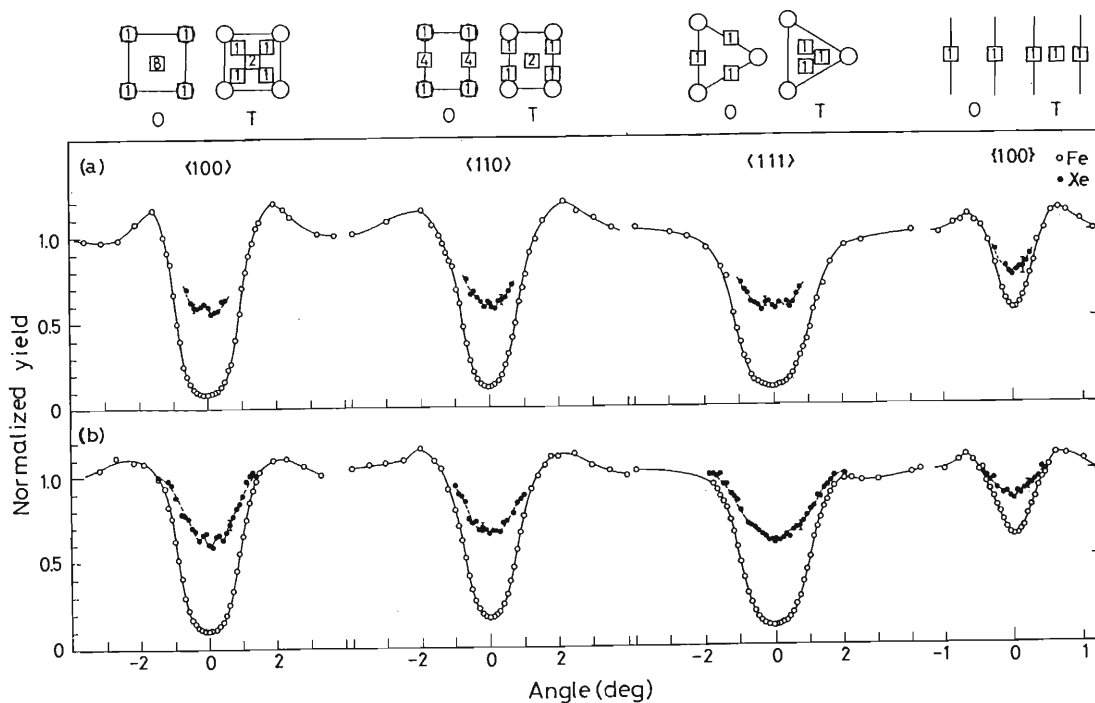 1 1 1 1 4 4 1 1 1 1 1 1 1 1
8 2 2
1 1 1 1 1 1 1 1 1 1
O T O T O T O T
(a) ⟨100⟩ ⟨110⟩ ⟨111⟩ {100} ∘Fe
•Xe
1.0
0.5
0
(b)
1.0
0.5
0
-2 0 2 -2 0 2 -2 0 2 -1 0 1
Normalized yield
Angle (deg)